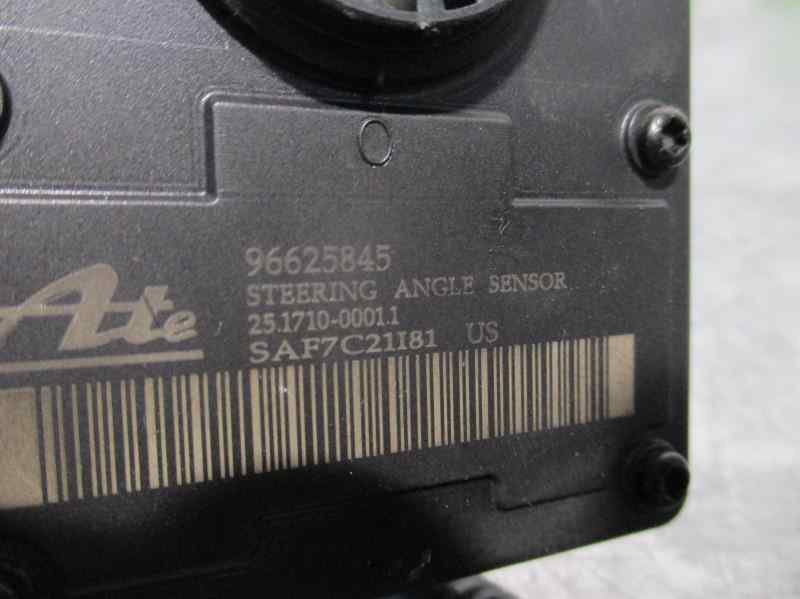 96625845
STEERING ANGLE SENSOR
25.1710-0001.1
Ate
SAF7C21I81 US